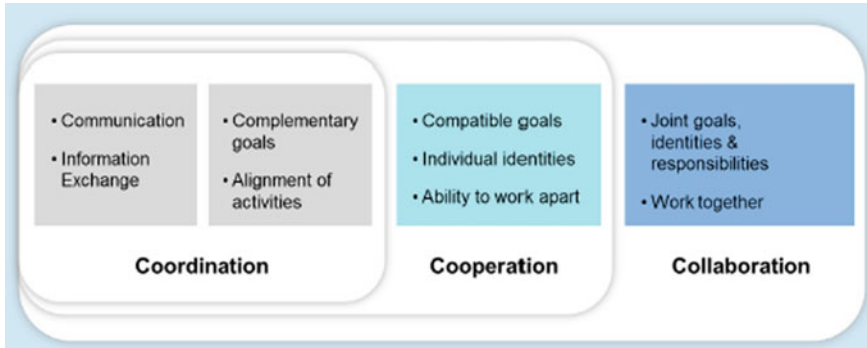 • Communication
• Information
Exchange
• Complementary
goals
• Alignment of
activities
• Compatible goals
• Individual identities
• Ability to work apart
• Joint goals,
identities &
responsibilities
• Work together
Coordination
Cooperation
Collaboration